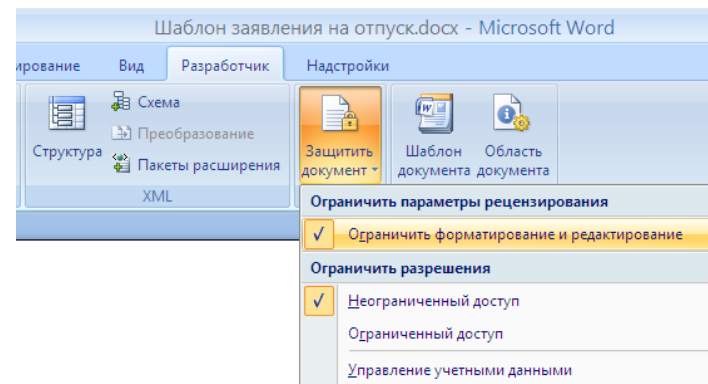 Шаблон заявления на отпуск.docx - Microsoft Word
ирование Вид Разработчик Надстройки
Структура
Схема
Преобразование
Пакеты расширения
XML
Защитить
документ
Шаблон
документа
Область
документа
Ограничить параметры рецензирования
Ограничить форматирование и редактирование
Ограничить разрешения
Неограниченный доступ
Ограниченный доступ
Управление учетными данными